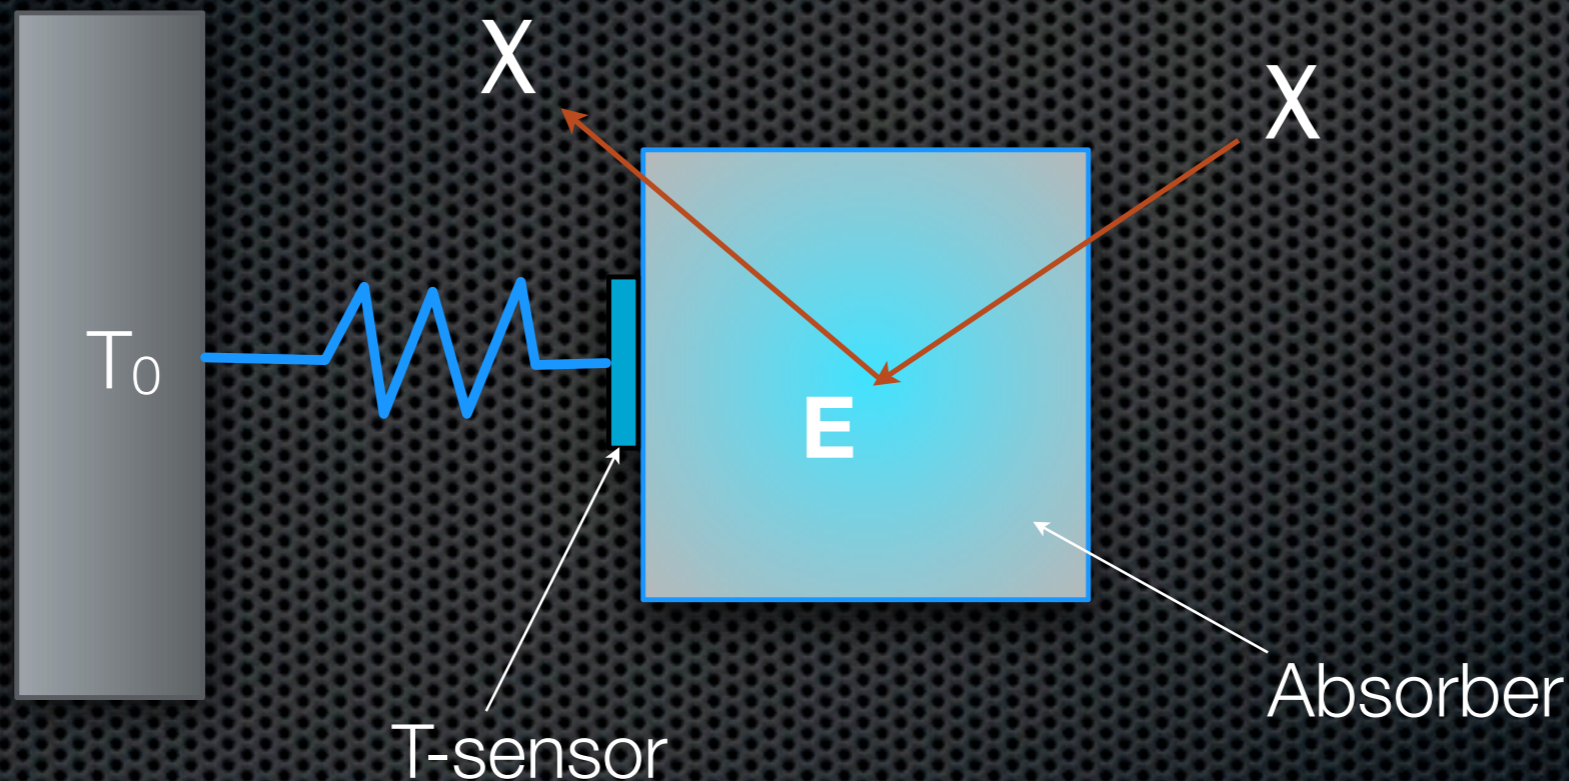 X
X
T₀
E
Absorber
T-sensor